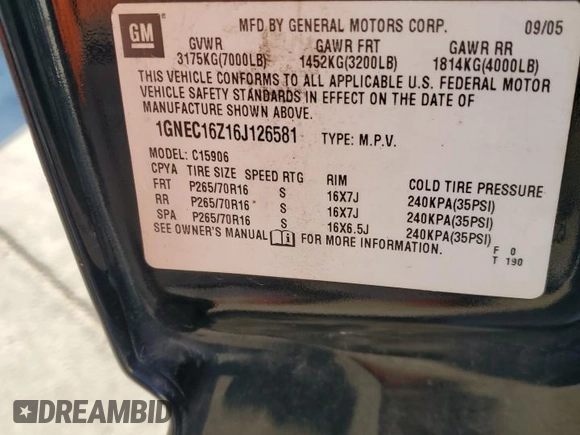 GM
MFD BY GENERAL MOTORS CORP. 09/05
GVWR GAWR FRT GAWR RR
3175KG(7000LB) 1452KG(3200LB) 1814KG(4000LB)
THIS VEHICLE CONFORMS TO ALL APPLICABLE U.S. FEDERAL MOTOR
VEHICLE SAFETY STANDARDS IN EFFECT ON THE DATE OF
MANUFACTURE SHOWN ABOVE.
1GNEC16Z16J126581 TYPE: M.P.V.
MODEL: C15906
CPYA TIRE SIZE SPEED RTG RIM COLD TIRE PRESSURE
FRT P265/70R16 S 16X7J 240KPA(35PSI)
RR P265/70R16 S 16X7J 240KPA(35PSI)
SPA P265/70R16 S 16X6.5J 240KPA(35PSI)
SEE OWNER'S MANUAL FOR MORE INFORMATION.
F 0
T 190
DREAMBID